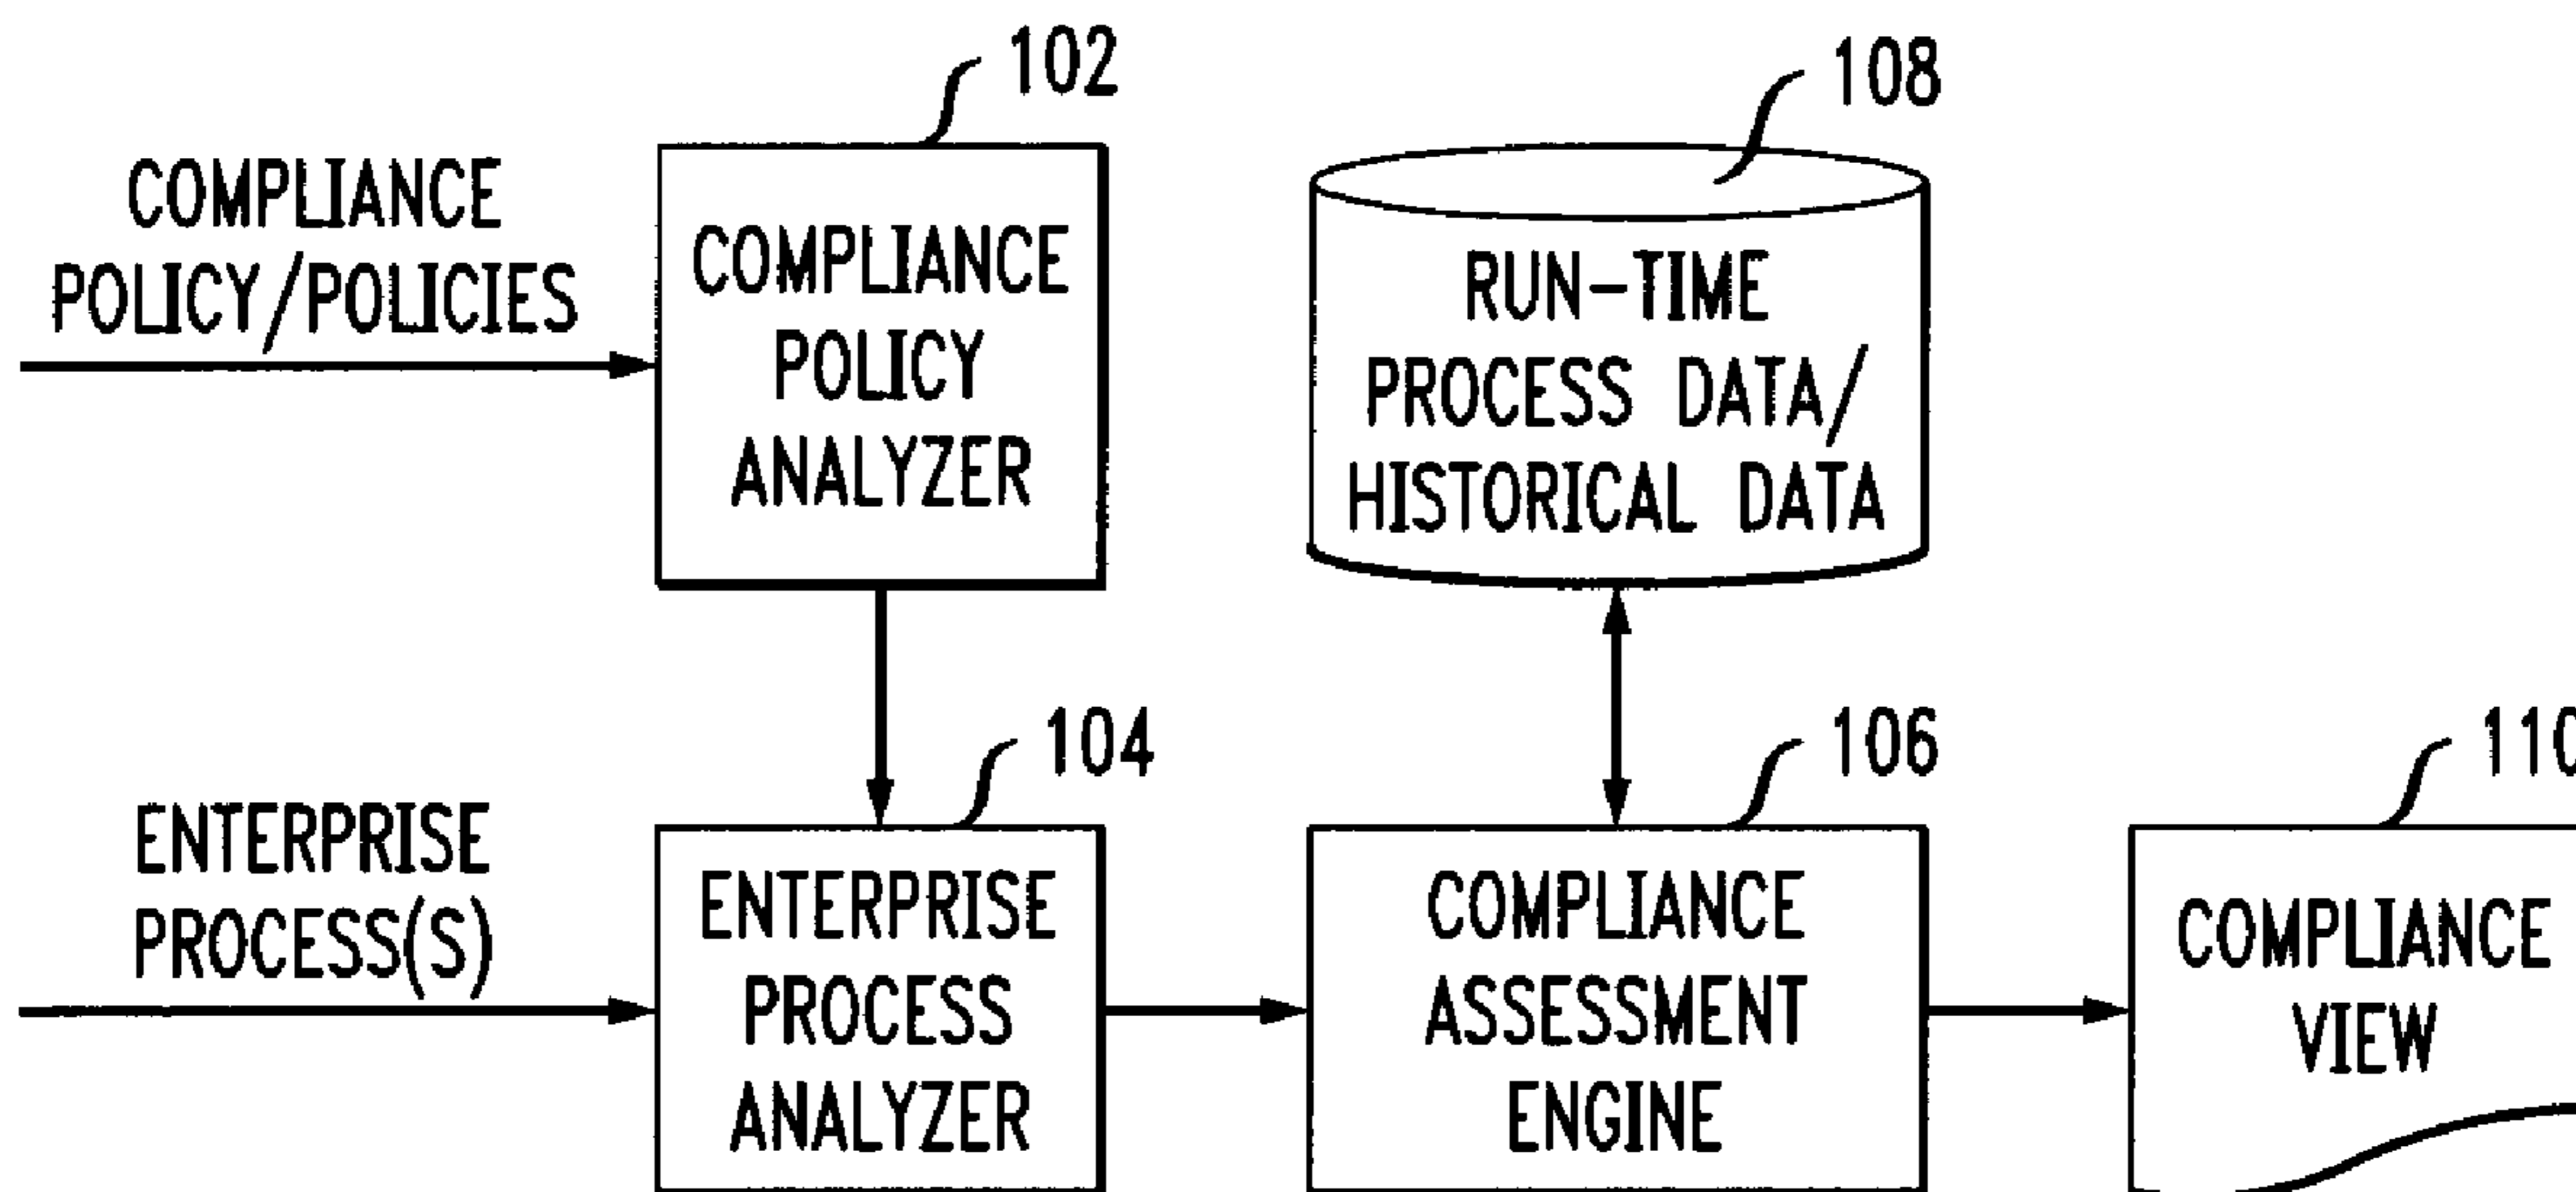 102
108
COMPLIANCE
POLICY/POLICIES
COMPLIANCE
POLICY
ANALYZER
RUN-TIME
PROCESS DATA/
HISTORICAL DATA
104
106
110
ENTERPRISE
PROCESS(S)
ENTERPRISE
PROCESS
ANALYZER
COMPLIANCE
ASSESSMENT
ENGINE
COMPLIANCE
VIEW